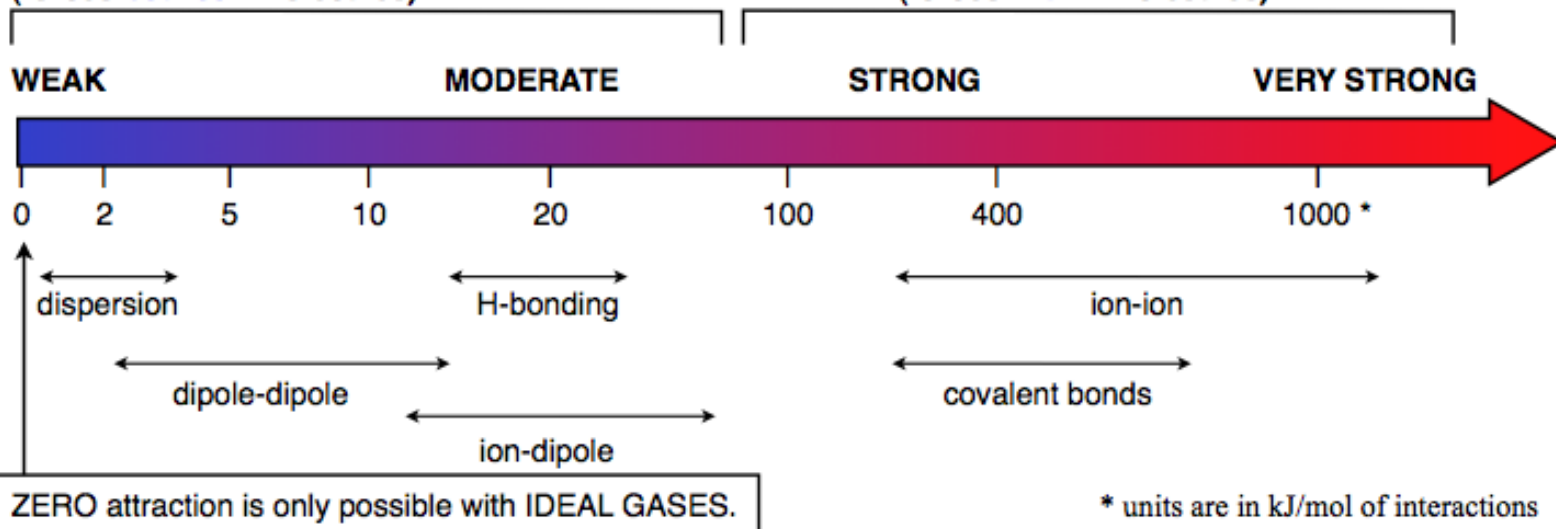 WEAK MODERATE STRONG VERY STRONG
0 2 5 10 20 100 400 1000 *
dispersion H-bonding ion-ion
dipole-dipole covalent bonds
ion-dipole
ZERO attraction is only possible with IDEAL GASES.
* units are in kJ/mol of interactions